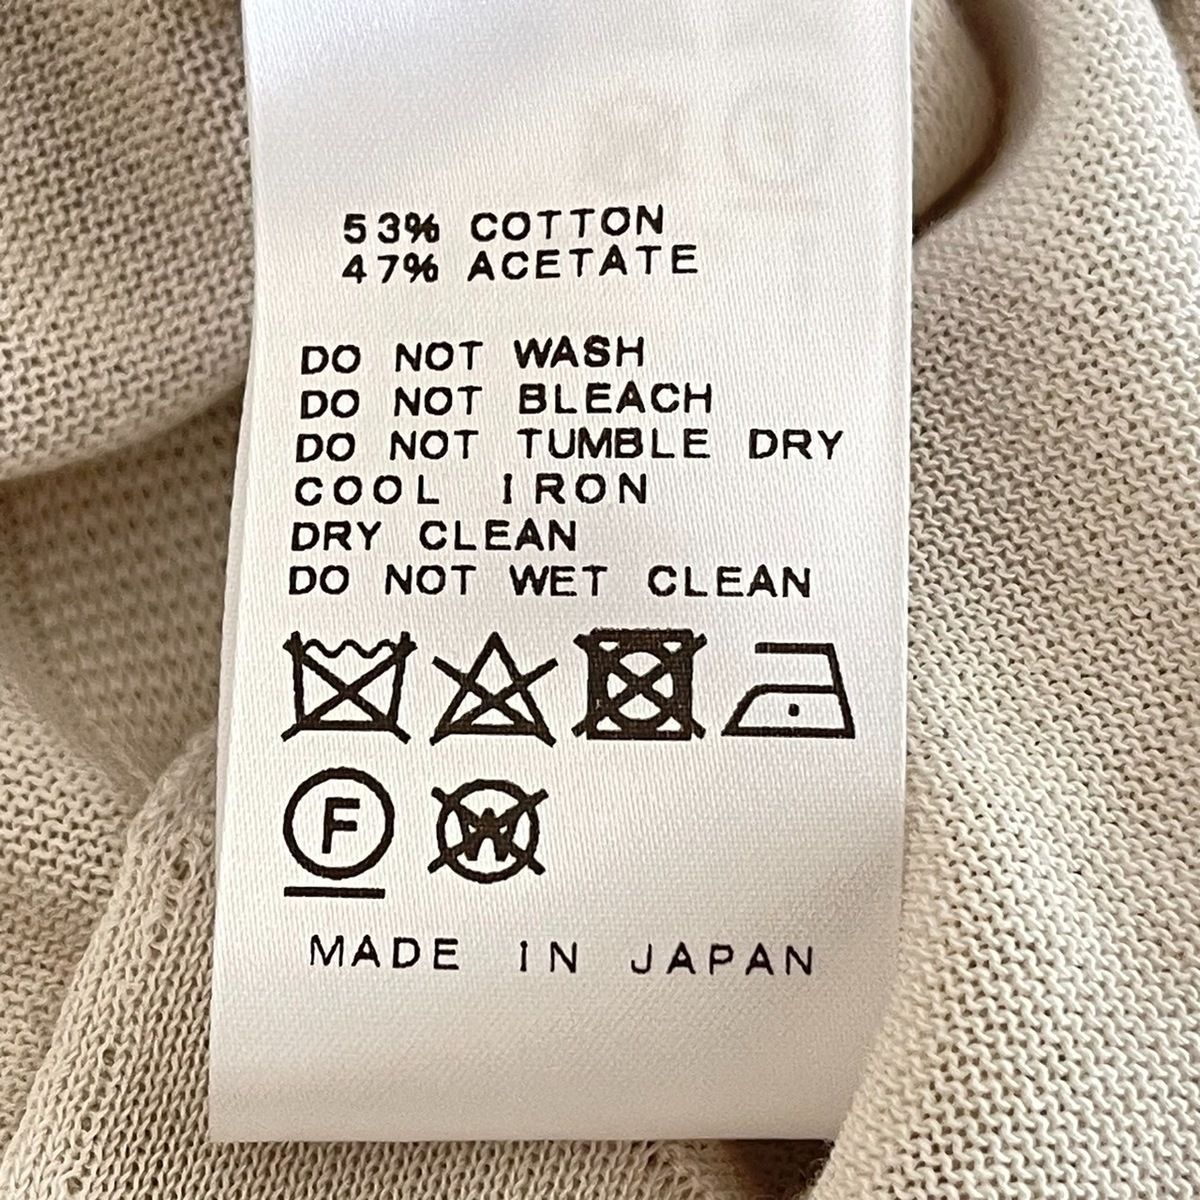 53% COTTON
47% ACETATE
DO NOT WASH
DO NOT BLEACH
DO NOT TUMBLE DRY
COOL IRON
DRY CLEAN
DO NOT WET CLEAN
F W
MADE IN JAPAN